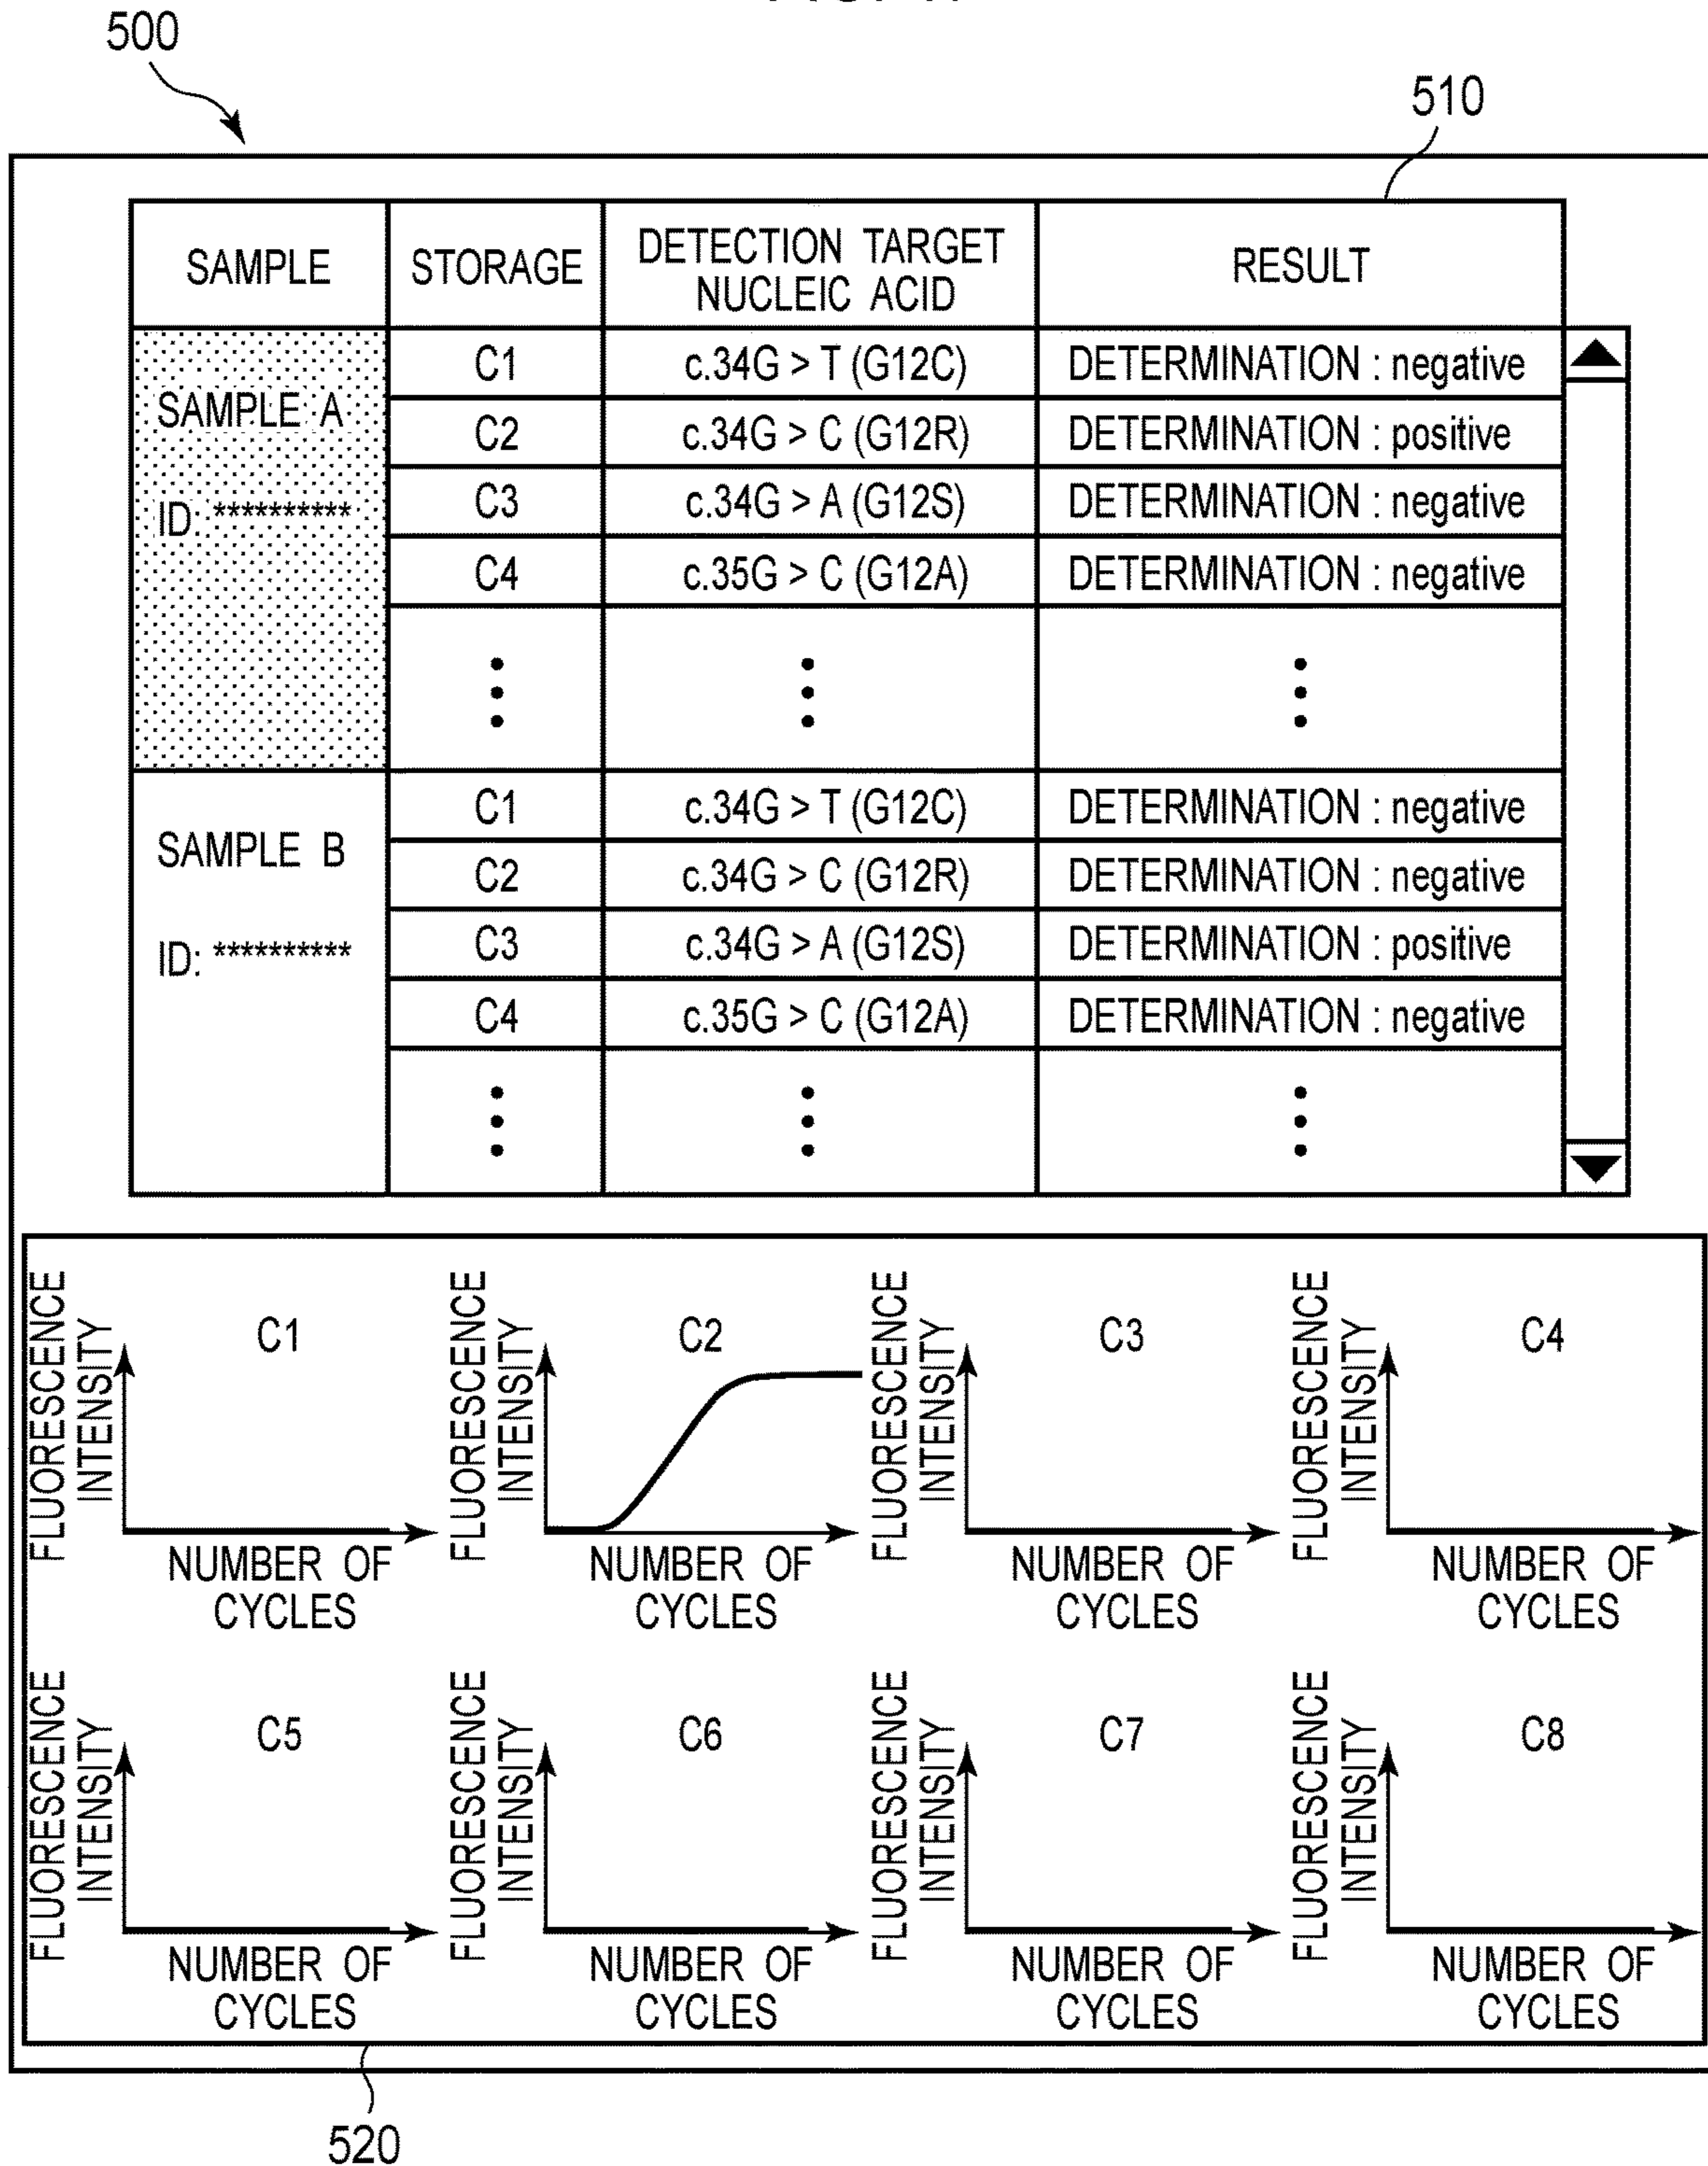 500
510
SAMPLE STORAGE DETECTION TARGET NUCLEIC ACID RESULT
SAMPLE A
ID: **********
C1 c.34G > T (G12C) DETERMINATION : negative
C2 c.34G > C (G12R) DETERMINATION : positive
C3 c.34G > A (G12S) DETERMINATION : negative
C4 c.35G > C (G12A) DETERMINATION : negative
SAMPLE B
ID: **********
C1 c.34G > T (G12C) DETERMINATION : negative
C2 c.34G > C (G12R) DETERMINATION : negative
C3 c.34G > A (G12S) DETERMINATION : positive
C4 c.35G > C (G12A) DETERMINATION : negative
C1
FLUORESCENCE
INTENSITY
NUMBER OF
CYCLES
C2
FLUORESCENCE
INTENSITY
NUMBER OF
CYCLES
C3
FLUORESCENCE
INTENSITY
NUMBER OF
CYCLES
C4
FLUORESCENCE
INTENSITY
NUMBER OF
CYCLES
C5
FLUORESCENCE
INTENSITY
NUMBER OF
CYCLES
C6
FLUORESCENCE
INTENSITY
NUMBER OF
CYCLES
C7
FLUORESCENCE
INTENSITY
NUMBER OF
CYCLES
C8
FLUORESCENCE
INTENSITY
NUMBER OF
CYCLES
520